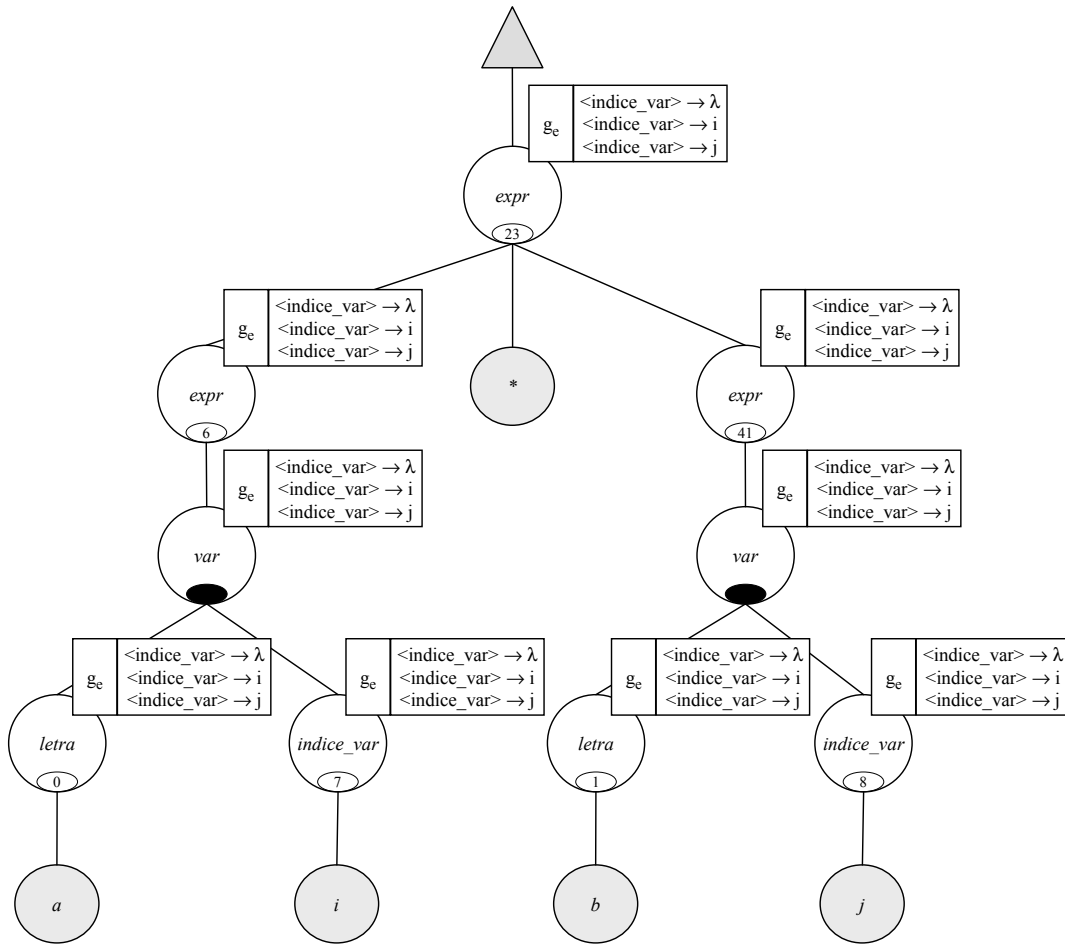 <indice_var> → λ
g_e
<indice_var> → i
<indice_var> → j
expr
23
<indice_var> → λ
g_e
<indice_var> → i
<indice_var> → j
<indice_var> → λ
g_e
<indice_var> → i
<indice_var> → j
expr
*
expr
6
41
<indice_var> → λ
g_e
<indice_var> → i
<indice_var> → j
<indice_var> → λ
g_e
<indice_var> → i
<indice_var> → j
var
var
<indice_var> → λ
g_e
<indice_var> → i
<indice_var> → j
<indice_var> → λ
g_e
<indice_var> → i
<indice_var> → j
<indice_var> → λ
g_e
<indice_var> → i
<indice_var> → j
<indice_var> → λ
g_e
<indice_var> → i
<indice_var> → j
letra
indice_var
letra
indice_var
0
7
1
8
a
i
b
j